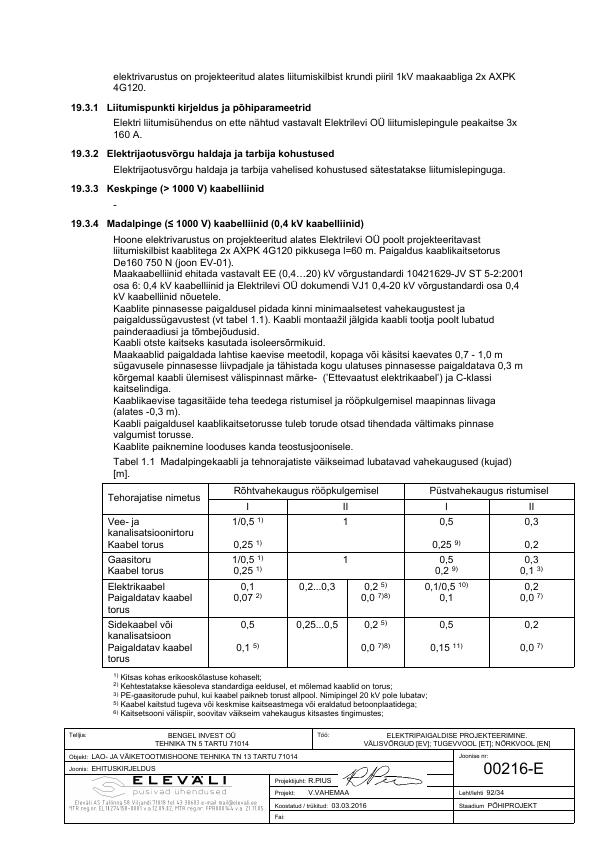 elektrivarustus on projekteeritud alates liitumiskilbist krundi piiril 1kV maakaabliga 2x AXPK
4G120.
19.3.1 Liitumispunkti kirjeldus ja põhiparameetrid
Elektri liitumisühendus on ette nähtud vastavalt Elektrilevi OÜ liitumislepingule peakaitse 3x
160 A.
19.3.2 Elektrijaotusvõrgu haldaja ja tarbija kohustused
Elektrijaotusvõrgu haldaja ja tarbija vahelised kohustused sätestatakse liitumislepinguga.
19.3.3 Keskpinge (> 1000 V) kaabelliinid
-
19.3.4 Madalpinge (≤ 1000 V) kaabelliinid (0,4 kV kaabelliinid)
Hoone elektrivarustus on projekteeritud alates Elektrilevi OÜ poolt projekteeritavast
liitumiskilbist kaablitega 2x AXPK 4G120 pikkusega l=60 m. Paigaldus kaablikaitsetorus
De160 750 N (joon EV-01).
Maakaabelliinid ehitada vastavalt EE (0,4…20) kV võrgustandardi 10421629-JV ST 5-2:2001
osa 6: 0,4 kV kaabelliinid ja Elektrilevi OÜ dokumendi VJ1 0,4-20 kV võrgustandardi osa 0,4
kV kaabelliinid nõuetele.
Kaablite pinnasesse paigaldusel pidada kinni minimaalsetest vahekaugustest ja
paigaldussügavustest (vt tabel 1.1). Kaabli montaažil jälgida kaabli tootja poolt lubatud
painderaadiusi ja tõmbejõudusid.
Kaabli otste kaitseks kasutada isoleersõrmikuid.
Maakaablid paigaldada lahtise kaevise meetodil, kopaga või käsitsi kaevates 0,7 - 1,0 m
sügavusele pinnasesse liivpadjale ja tähistada kogu ulatuses pinnasesse paigaldatava 0,3 m
kõrgemal kaabli ülemisest välispinnast märke- ('Ettevaatust elektrikaabel') ja C-klassi
kaitselindiga.
Kaablikaevise tagasitäide teha teedega ristumisel ja rööpkulgemisel maapinnas liivaga
(alates -0,3 m).
Kaabli paigaldusel kaablikaitsetorusse tuleb torude otsad tihendada vältimaks pinnase
valgumist torusse.
Kaablite paiknemine looduses kanda teostusjoonisele.
Tabel 1.1 Madalpingekaabli ja tehnorajatiste väikseimad lubatavad vahekaugused (kujad)
[m].
Tehorajatise nimetus Rõhtvahekaugus rööpkulgemisel Püstvahekaugus ristumisel
I II I II
Vee- ja 1/0,5 1) 1 0,5 0,3
kanalisatsioonirtoru
Kaabel torus 0,25 1) 0,25 9) 0,2
Gaasitoru 1/0,5 1) 1 0,5 0,3
Kaabel torus 0,25 1) 0,2 9) 0,1 3)
Elektrikaabel 0,1 0,2...0,3 0,2 5) 0,1/0,5 10) 0,2
Paigaldatav kaabel 0,07 2) 0,0 7)8) 0,1 0,0 7)
torus
Sidekaabel või 0,5 0,25...0,5 0,2 5) 0,5 0,2
kanalisatsioon
Paigaldatav kaabel 0,1 5) 0,0 7)8) 0,15 11) 0,0 7)
torus
1) Kitsas kohas erikooskõlastuse kohaselt;
2) Kehtestatakse käesoleva standardiga eeldusel, et mõlemad kaablid on torus;
3) PE-gaasitorude puhul, kui kaabel paikneb torust allpool. Nimipingel 20 kV pole lubatav;
5) Kaabel kaitstud tugeva või keskmise kaitseastmega või eraldatud betoonplaatidega;
6) Kaitsetsooni välispiir, soovitav väikseim vahekaugus kitsastes tingimustes;
Tellija: BENGEL INVEST OÜ
TEHNIKA TN 5 TARTU 71014
Töö: ELEKTRIPAIGALDISE PROJEKTEERIMINE.
VÄLISVÕRGUD [EV]; TUGEVVOOL [ET]; NÕRKVOOL [EN]
Objekt: LAO- JA VÄIKETOOTMISHOONE TEHNIKA TN 13 TARTU 71014
Joonise nr:
00216-E
Joonis: EHITUSKIRJELDUS
ELEVÄLI
pusivad ühendused
Projektijuht: R.PIUS
Projekt: V.VAHEMAA
Leht/lehti 92/34
Koostatud / trükitud: 03.03.2016
Staadium PÕHIPROJEKT
Fail: